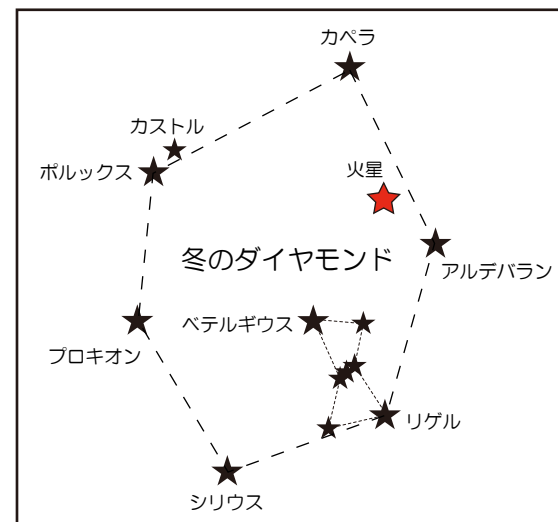 カペラ
カストル
ポルックス
火星
冬のダイヤモンド
アルデバラン
ベテルギウス
プロキオン
リゲル
シリウス